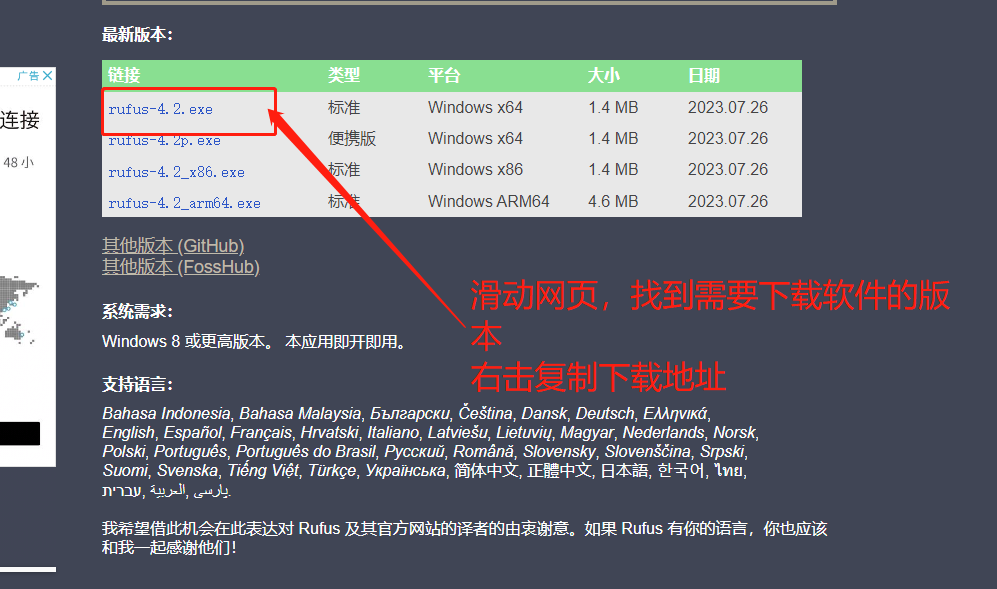 最新版本:
广告
链接 类型 平台 大小 日期
rufus-4.2.exe 标准 Windows x64 1.4 MB 2023.07.26
连接
rufus-4.2p.exe 便携版 Windows x64 1.4 MB 2023.07.26
48 小
rufus-4.2_x86.exe 标准 Windows x86 1.4 MB 2023.07.26
rufus-4.2_arm64.exe 标准 Windows ARM64 4.6 MB 2023.07.26
其他版本 (GitHub)
其他版本 (FossHub)
滑动网页，找到需要下载软件的版
本
右击复制下载地址
系统需求:
Windows 8 或更高版本。 本应用即开即用。
支持语言:
Bahasa Indonesia, Bahasa Malaysia, Български, Čeština, Dansk, Deutsch, Ελληνικά,
English, Español, Français, Hrvatski, Italiano, Latviešu, Lietuvių, Magyar, Nederlands, Norsk,
Polski, Português, Português do Brasil, Русский, Română, Slovensky, Slovenščina, Srpski,
Suomi, Svenska, Tiếng Việt, Türkçe, Українська, 简体中文, 正體中文, 日本語, 한국어, ไทย,
עברית, العربية, پارسی.
我希望借此机会在此表达对 Rufus 及其官方网站的译者的由衷谢意。如果 Rufus 有你的语言，你也应该
和我一起感谢他们！